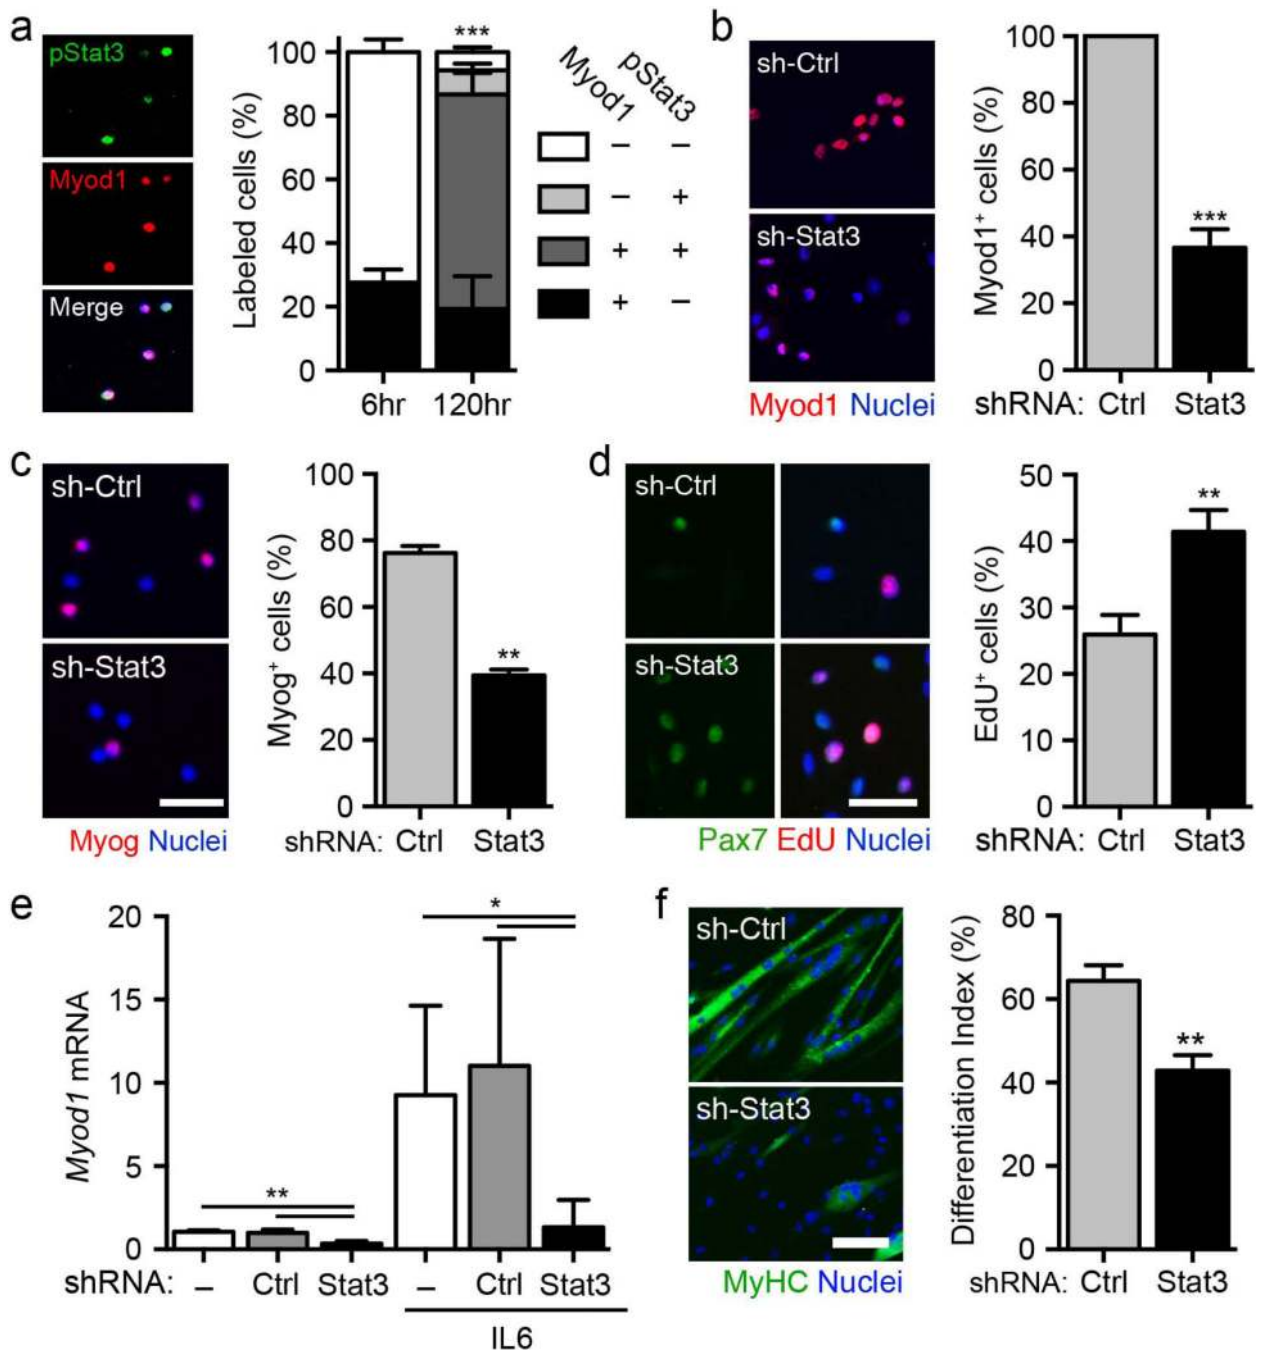 a
pStat3
Myod1
Merge
Labeled cells (%)
100
80
60
40
20
0
***
6hr 120hr
Myod1 pStat3
– –
– +
+ +
+ –
b
sh-Ctrl
sh-Stat3
Myod1 Nuclei
Myod1⁺ cells (%)
100
80
60
40
20
0
***
shRNA: Ctrl Stat3
c
sh-Ctrl
sh-Stat3
Myog Nuclei
Myog⁺ cells (%)
100
80
60
40
20
0
**
shRNA: Ctrl Stat3
d
sh-Ctrl
sh-Stat3
Pax7 EdU Nuclei
EdU⁺ cells (%)
50
40
30
20
10
0
**
shRNA: Ctrl Stat3
e
Myod1 mRNA
20
15
10
5
0
**
*
shRNA: – Ctrl Stat3 – Ctrl Stat3
IL6
f
sh-Ctrl
sh-Stat3
MyHC Nuclei
Differentiation Index (%)
80
60
40
20
0
**
shRNA: Ctrl Stat3